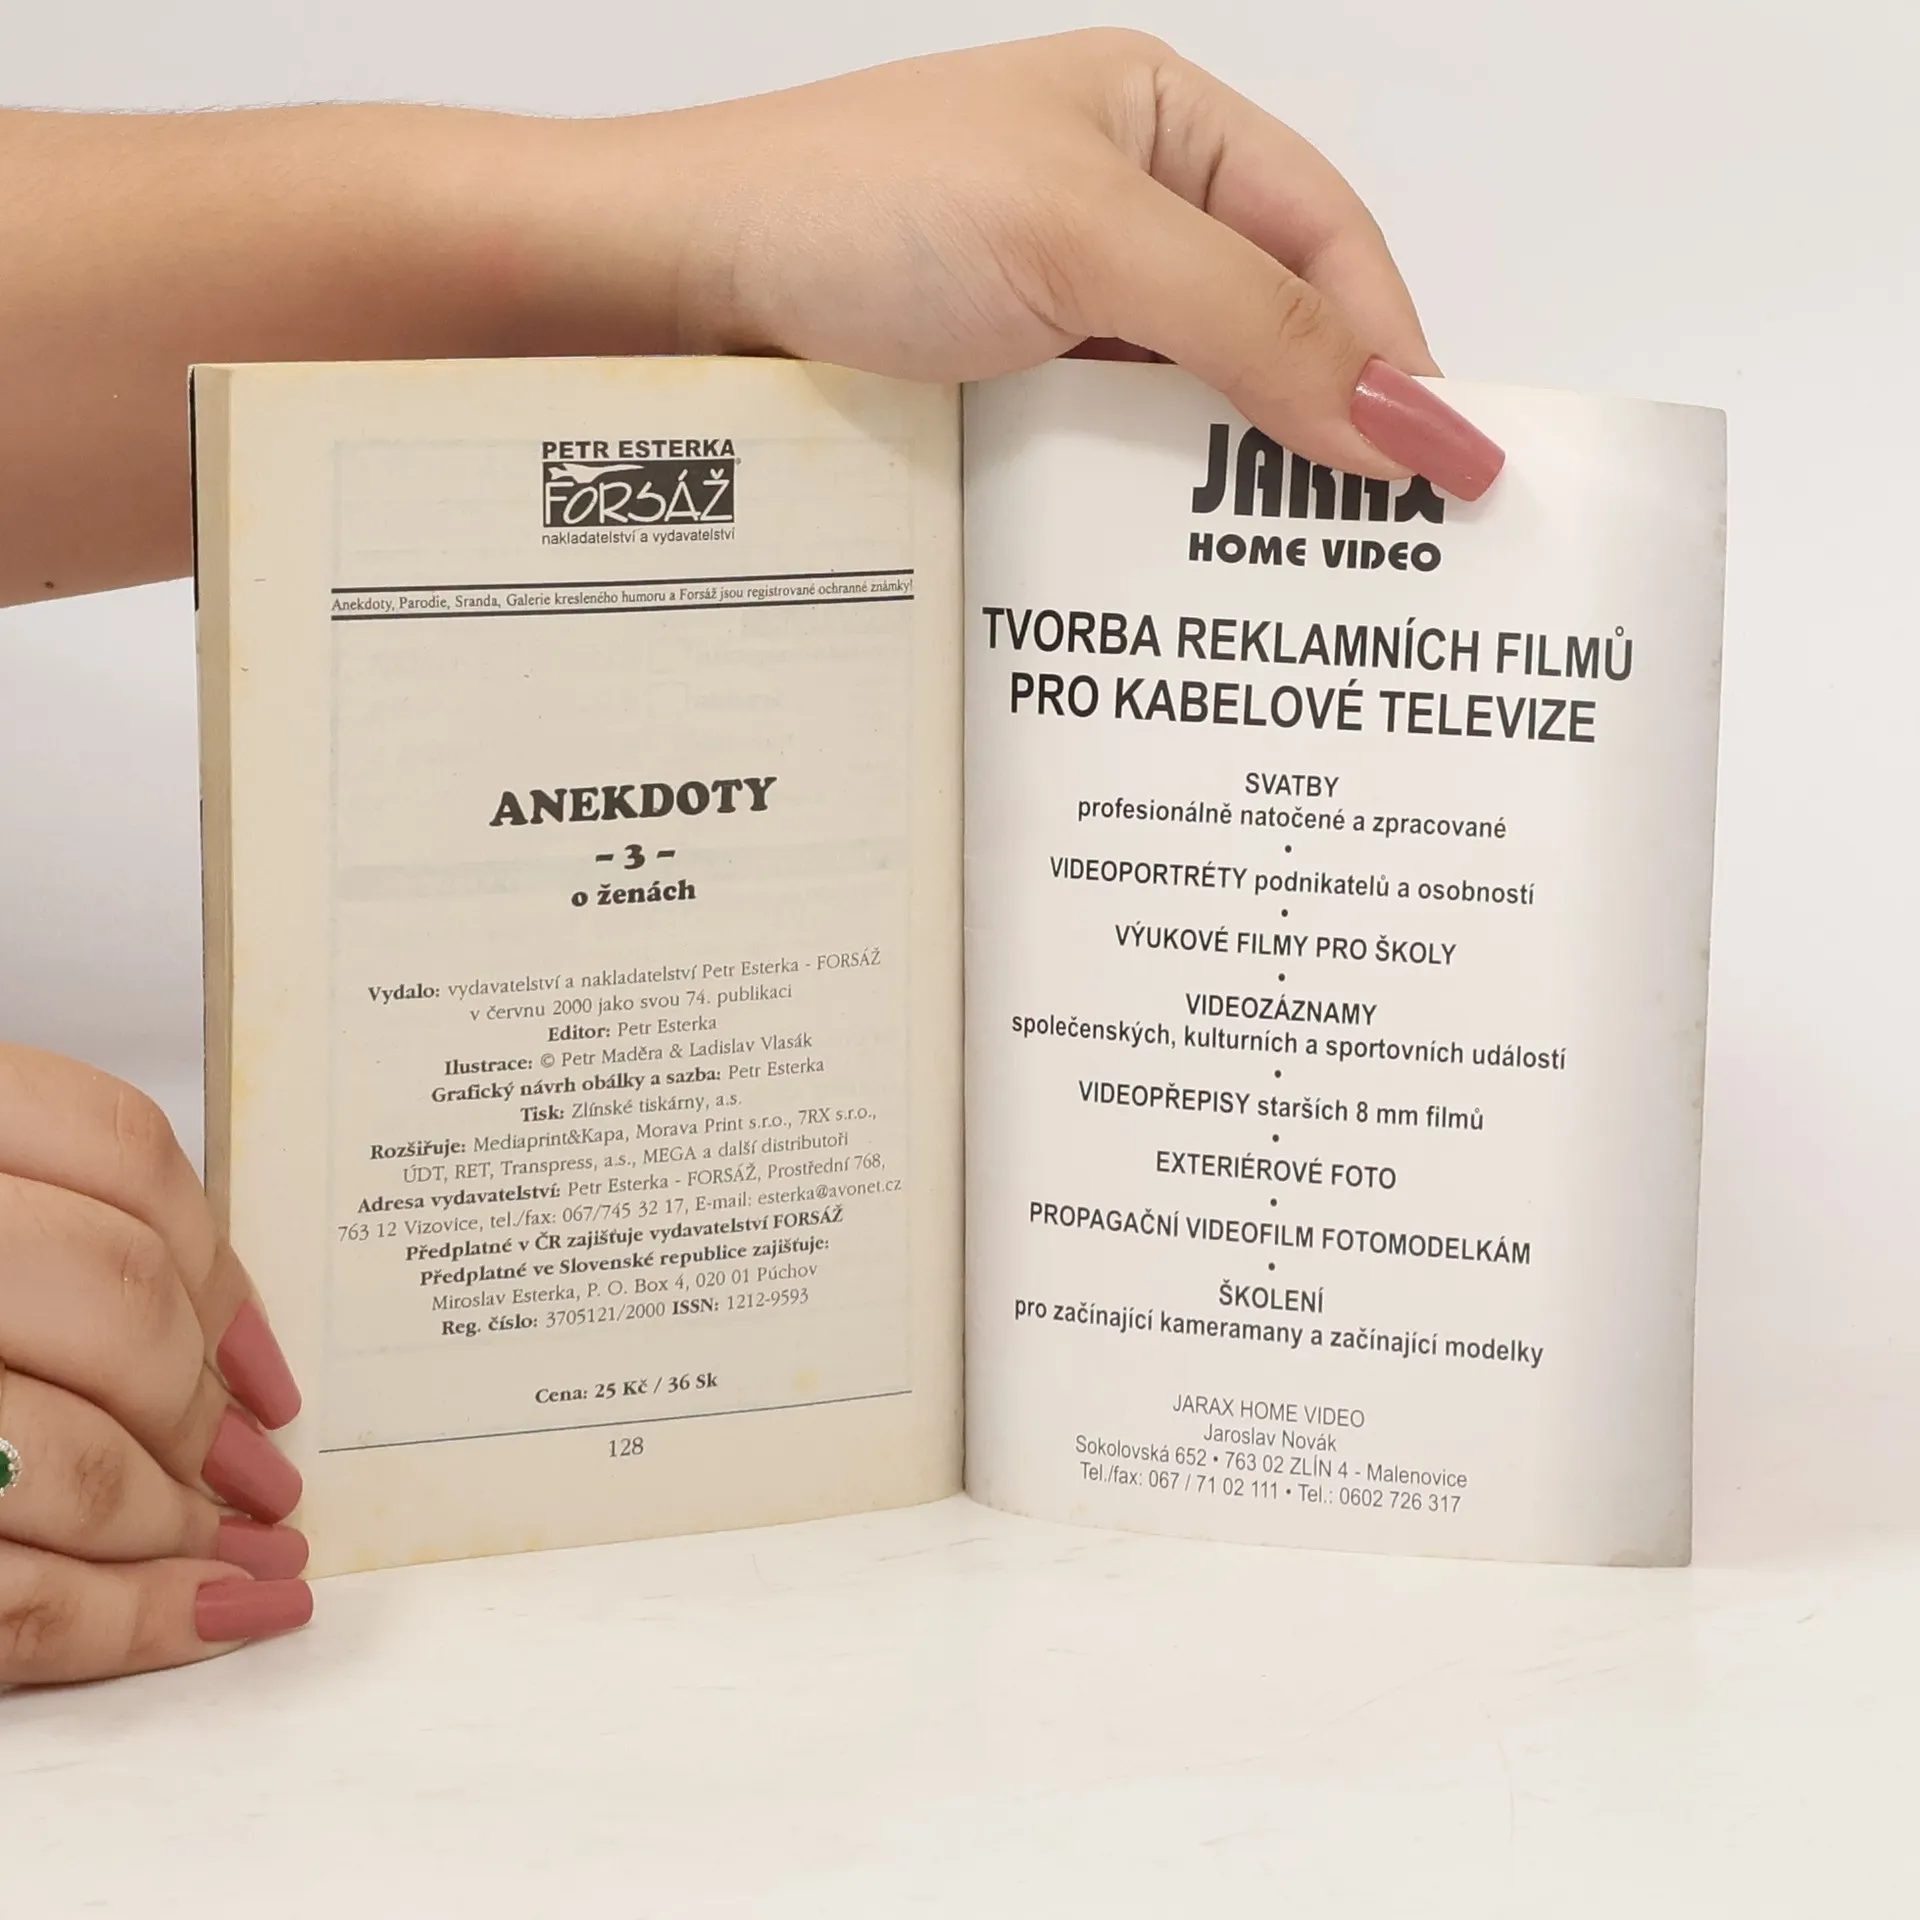 PETR ESTERKA
FORSÁŽ
nakladatelství a vydavatelství
Anekdoty, Parodie, Sranda, Galerie kresleného humoru a Forsáž jsou registrované ochranné známky!
ANEKDOTY
- 3 -
o ženách
Vydalo: vydavatelství a nakladatelství Petr Esterka - FORSÁŽ
v červnu 2000 jako svou 74. publikaci
Editor: Petr Esterka
Ilustrace: © Petr Maděra & Ladislav Vlasák
Grafický návrh obálky a sazba: Petr Esterka
Tisk: Zlínské tiskárny, a.s.
Rozšiřuje: Mediaprint&Kapa, Morava Print s.r.o., 7RX s.r.o.,
ÚDT, RET, Transpress, a.s., MEGA a další distributoři
Adresa vydavatelství: Petr Esterka - FORSÁŽ, Prostřední 768,
763 12 Vizovice, tel./fax: 067/745 32 17, E-mail: esterka@avonet.cz
Předplatné v ČR zajišťuje vydavatelství FORSÁŽ
Předplatné ve Slovenské republice zajišťuje:
Miroslav Esterka, P. O. Box 4, 020 01 Púchov
Reg. číslo: 3705121/2000 ISSN: 1212-9593
Cena: 25 Kč / 36 Sk
128
JARAX
HOME VIDEO
TVORBA REKLAMNÍCH FILMŮ
PRO KABELOVÉ TELEVIZE
SVATBY
profesionálně natočené a zpracované
•
VIDEOPORTRÉTY podnikatelů a osobností
•
VÝUKOVÉ FILMY PRO ŠKOLY
•
VIDEOZÁZNAMY
společenských, kulturních a sportovních událostí
•
VIDEOPŘEPISY starších 8 mm filmů
•
EXTERIÉROVÉ FOTO
•
PROPAGAČNÍ VIDEOFILM FOTOMODELKÁM
•
ŠKOLENÍ
pro začínající kameramany a začínající modelky
JARAX HOME VIDEO
Jaroslav Novák
Sokolovská 652 • 763 02 ZLÍN 4 - Malenovice
Tel./fax: 067 / 71 02 111 • Tel.: 0602 726 317